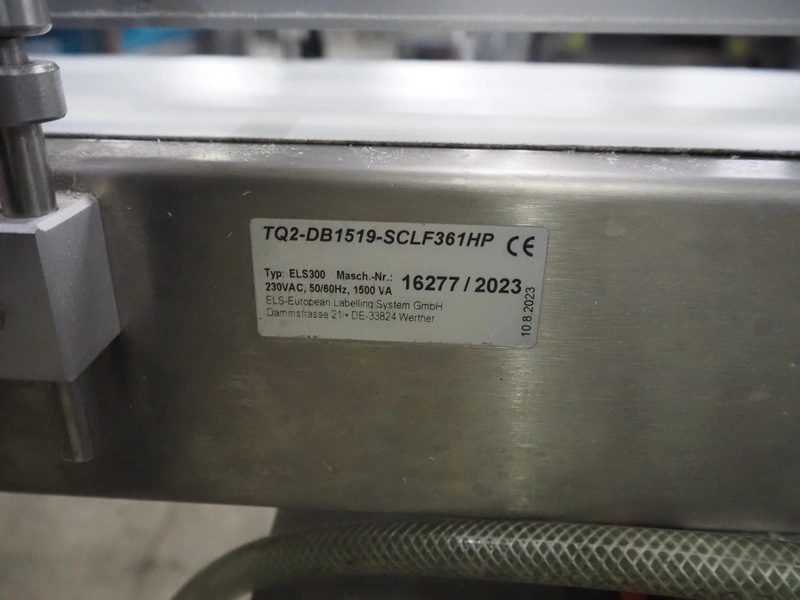 TQ2-DB1519-SCLF361HP CE
Typ: ELS300 Masch.-Nr.: 16277 / 2023
230VAC, 50/60Hz, 1500 VA
ELS-European Labelling System GmbH
Dammstrasse 21 • DE-33824 Werther
10.8.2023